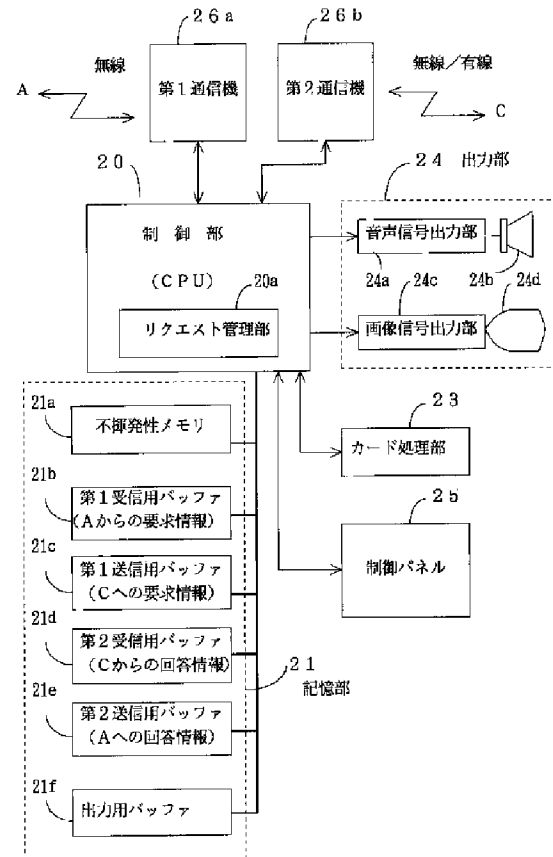 26a
26b
無線
第1通信機
第2通信機
無線/有線
A
C
20
24 出力部
制 御 部
(CPU)
20a
リクエスト管理部
音声信号出力部
24a
24b
24c
24d
画像信号出力部
21a
不揮発性メモリ
23
カード処理部
21b
第1受信用バッファ
(Aからの要求情報)
25
制御パネル
21c
第1送信用バッファ
(Cへの要求情報)
21d
第2受信用バッファ
(Cからの回答情報)
21
記憶部
21e
第2送信用バッファ
(Aへの回答情報)
21f
出力用バッファ